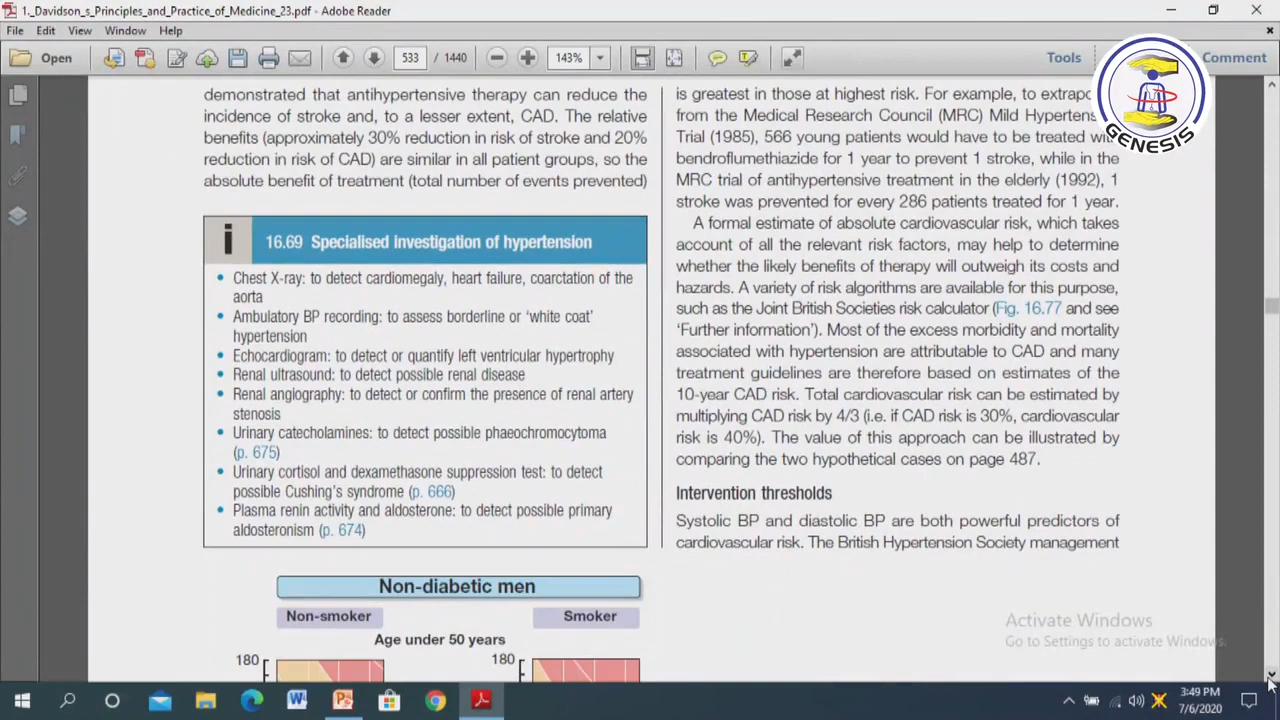 1._Davidson_s_Principles_and_Practice_of_Medicine_23.pdf - Adobe Reader
File Edit View Window Help
Open 533 / 1440 143% Tools Comment
GENESIS
demonstrated that antihypertensive therapy can reduce the
incidence of stroke and, to a lesser extent, CAD. The relative
benefits (approximately 30% reduction in risk of stroke and 20%
reduction in risk of CAD) are similar in all patient groups, so the
absolute benefit of treatment (total number of events prevented)
i 16.69 Specialised investigation of hypertension
• Chest X-ray: to detect cardiomegaly, heart failure, coarctation of the
aorta
• Ambulatory BP recording: to assess borderline or ‘white coat’
hypertension
• Echocardiogram: to detect or quantify left ventricular hypertrophy
• Renal ultrasound: to detect possible renal disease
• Renal angiography: to detect or confirm the presence of renal artery
stenosis
• Urinary catecholamines: to detect possible phaeochromocytoma
(p. 675)
• Urinary cortisol and dexamethasone suppression test: to detect
possible Cushing’s syndrome (p. 666)
• Plasma renin activity and aldosterone: to detect possible primary
aldosteronism (p. 674)
Non-diabetic men
Non-smoker Smoker
Age under 50 years
180 180
is greatest in those at highest risk. For example, to extrapo
from the Medical Research Council (MRC) Mild Hyperten
Trial (1985), 566 young patients would have to be treated wit
bendroflumethiazide for 1 year to prevent 1 stroke, while in the
MRC trial of antihypertensive treatment in the elderly (1992), 1
stroke was prevented for every 286 patients treated for 1 year.
A formal estimate of absolute cardiovascular risk, which takes
account of all the relevant risk factors, may help to determine
whether the likely benefits of therapy will outweigh its costs and
hazards. A variety of risk algorithms are available for this purpose,
such as the Joint British Societies risk calculator (Fig. 16.77 and see
‘Further information’). Most of the excess morbidity and mortality
associated with hypertension are attributable to CAD and many
treatment guidelines are therefore based on estimates of the
10-year CAD risk. Total cardiovascular risk can be estimated by
multiplying CAD risk by 4/3 (i.e. if CAD risk is 30%, cardiovascular
risk is 40%). The value of this approach can be illustrated by
comparing the two hypothetical cases on page 487.
Intervention thresholds
Systolic BP and diastolic BP are both powerful predictors of
cardiovascular risk. The British Hypertension Society management
Activate Windows
Go to Settings to activate Windows.
3:49 PM
7/6/2020